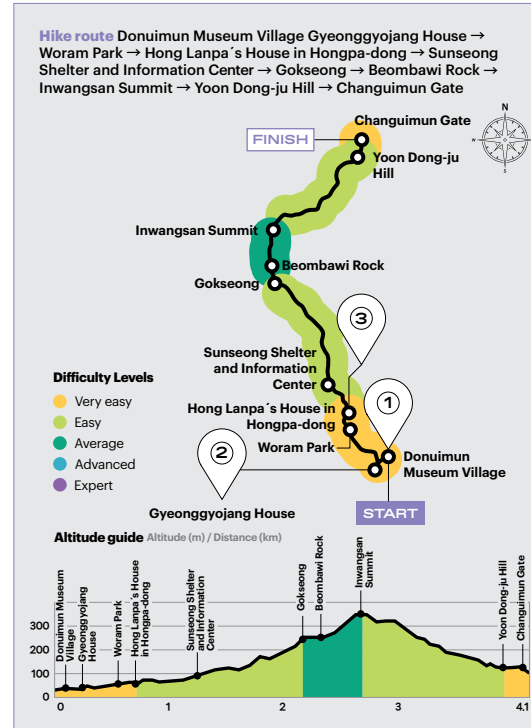 Hike route Donuimun Museum Village Gyeonggyojang House →
Woram Park → Hong Lanpa´s House in Hongpa-dong → Sunseong
Shelter and Information Center → Gokseong → Beombawi Rock →
Inwangsan Summit → Yoon Dong-ju Hill → Changuimun Gate
Changuimun Gate
FINISH
N
W
E
S
Yoon Dong-ju
Hill
Inwangsan Summit
Beombawi Rock
Gokseong
3
Sunseong Shelter
and Information
Center
Difficulty Levels
Very easy
Easy
Average
Advanced
Expert
Hong Lanpa´s House in
Hongpa-dong
1
Woram Park
2
Donuimun
Museum Village
Gyeonggyojang House
START
Altitude guide Altitude (m) / Distance (km)
Donuimun Museum
Village
Gyeonggyojang
House
Woram Park
Hong Lanpa´s House
in Hongpa-dong
Sunseong Shelter
and Information
Center
Gokseong
Beombawi Rock
Inwangsan
Summit
Yoon Dong-ju Hill
Changuimun Gate
300
200
100
0
0 1 2 3 4.1